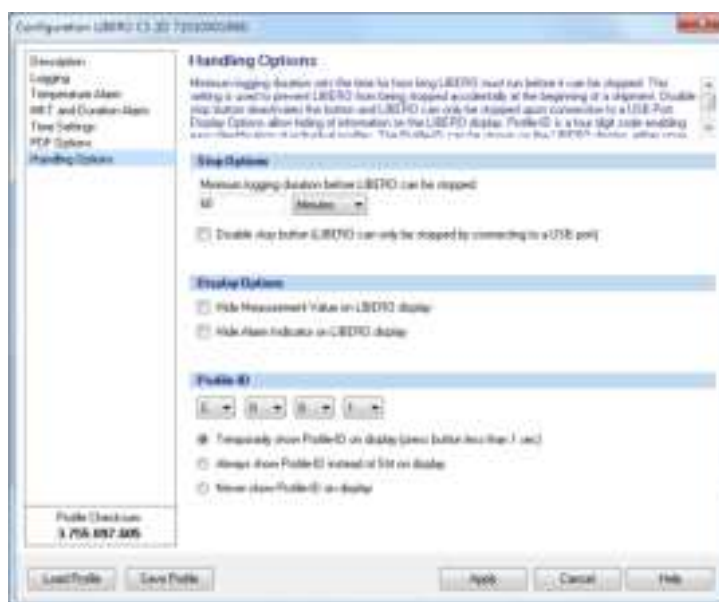 Configuration LIBERO CS 2D
Description
Logging
Temperature Alarm
MKT and Duration Alarm
Time Settings
PDF Options
Handling Options
Handling Options
Minimum logging duration sets the time for how long LIBERO must run before it can be stopped. This
setting is used to prevent LIBERO from being stopped accidentally at the beginning of a shipment. Disable
stop button deactivates the button and LIBERO can only be stopped upon connection to a USB Port.
Display Options allow hiding of information on the LIBERO display. Profile-ID is a four digit code enabling
Stop Options
Minimum logging duration before LIBERO can be stopped:
60 Minutes
Disable stop button (LIBERO can only be stopped by connecting to a USB port)
Display Options
Hide Measurement Value on LIBERO display
Hide Alarm Indicator on LIBERO display
Profile-ID
Temporarily show Profile-ID on display (press button less than 1 sec)
Always show Profile-ID instead of on display
Never show Profile-ID on display
Profile Checksum
3.755.697.605
Load Profile Save Profile Apply Cancel Help